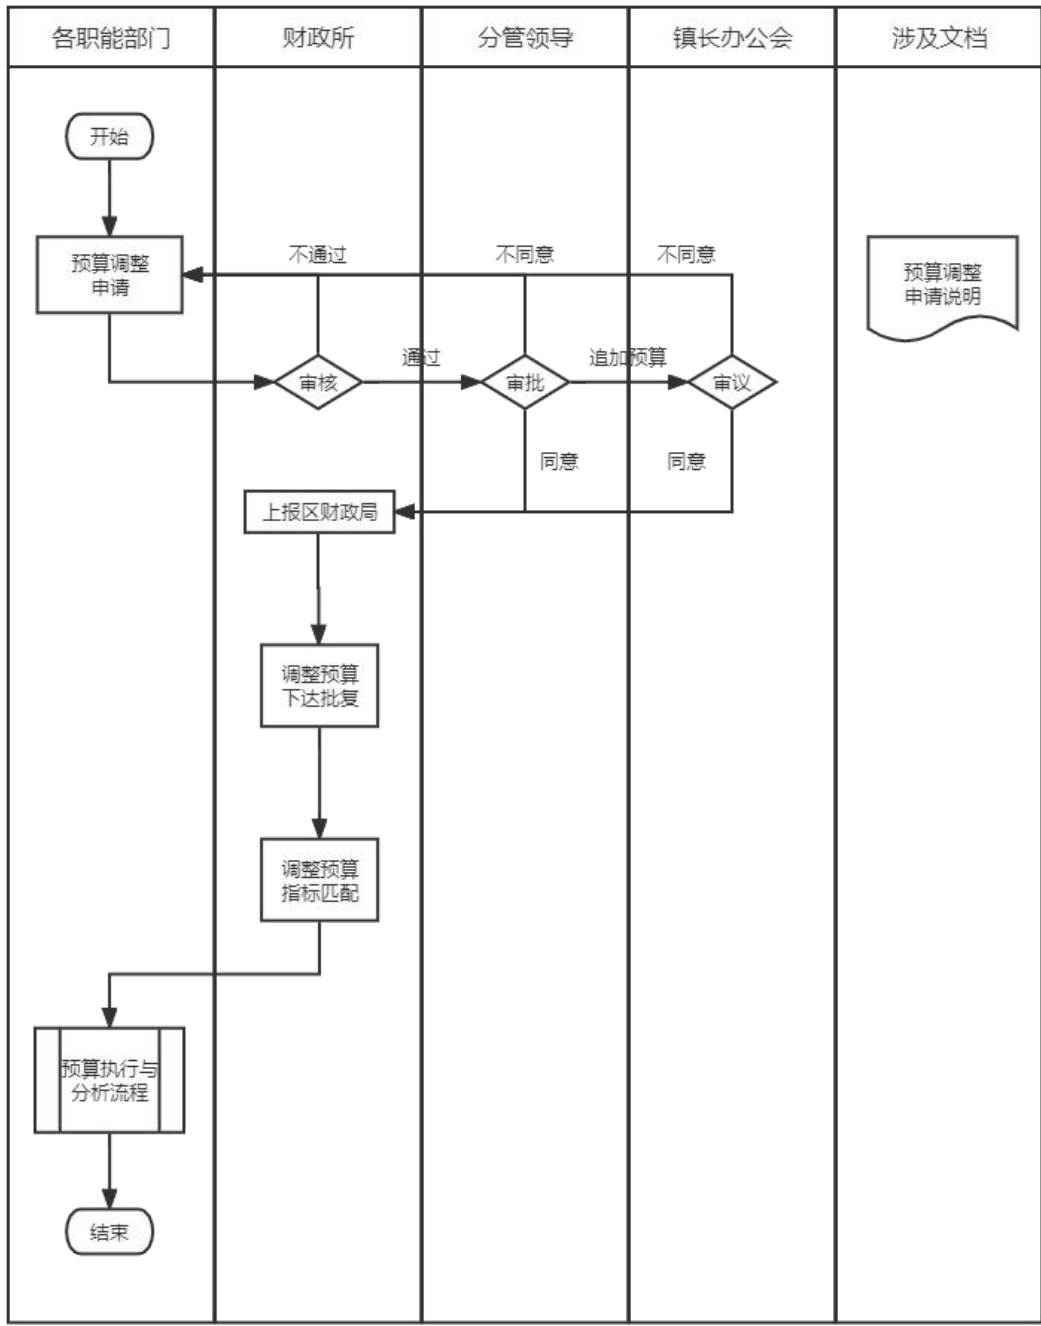 各职能部门
财政所
分管领导
镇长办公会
涉及文档
开始
预算调整
申请
不通过
不同意
不同意
预算调整
申请说明
通过
追加预算
审核
审批
审议
同意
同意
上报区财政局
调整预算
下达批复
调整预算
指标匹配
预算执行与
分析流程
结束